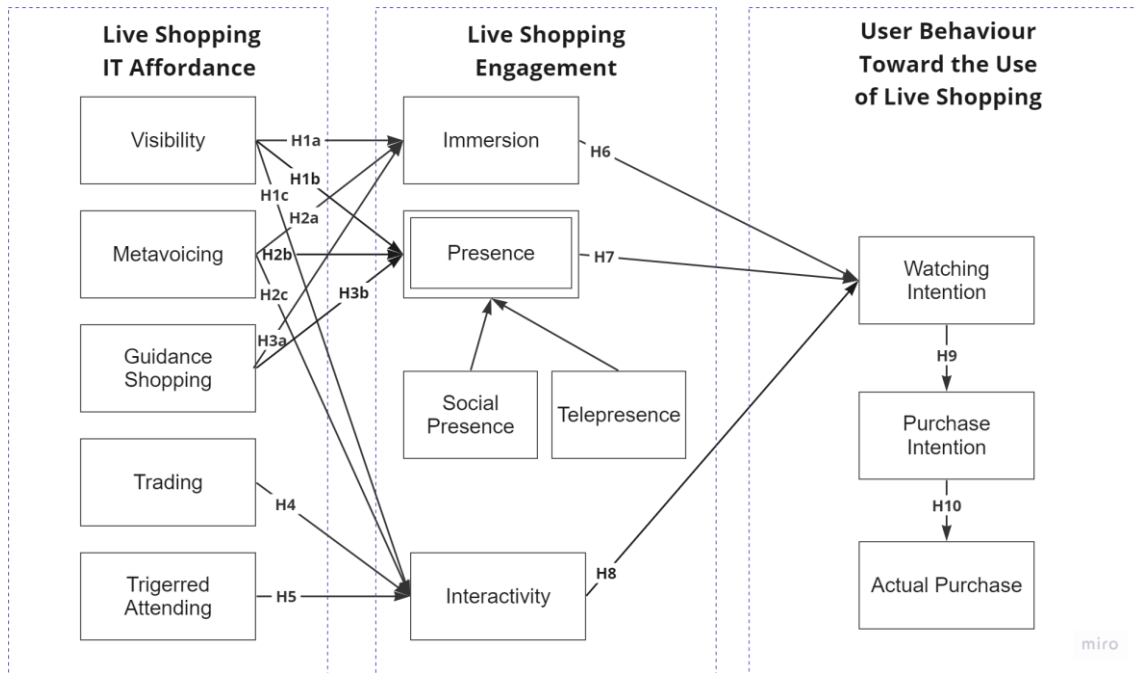 Live Shopping
IT Affordance
Live Shopping
Engagement
User Behaviour
Toward the Use
of Live Shopping
Visibility
Metavoicing
Guidance
Shopping
Trading
Trigerred
Attending
H1a
H1b
H1c
H2a
H2b
H2c
H3b
H3a
H4
H5
Immersion
Presence
Social
Presence
Telepresence
Interactivity
H6
H7
H8
Watching
Intention
H9
Purchase
Intention
H10
Actual Purchase
miro